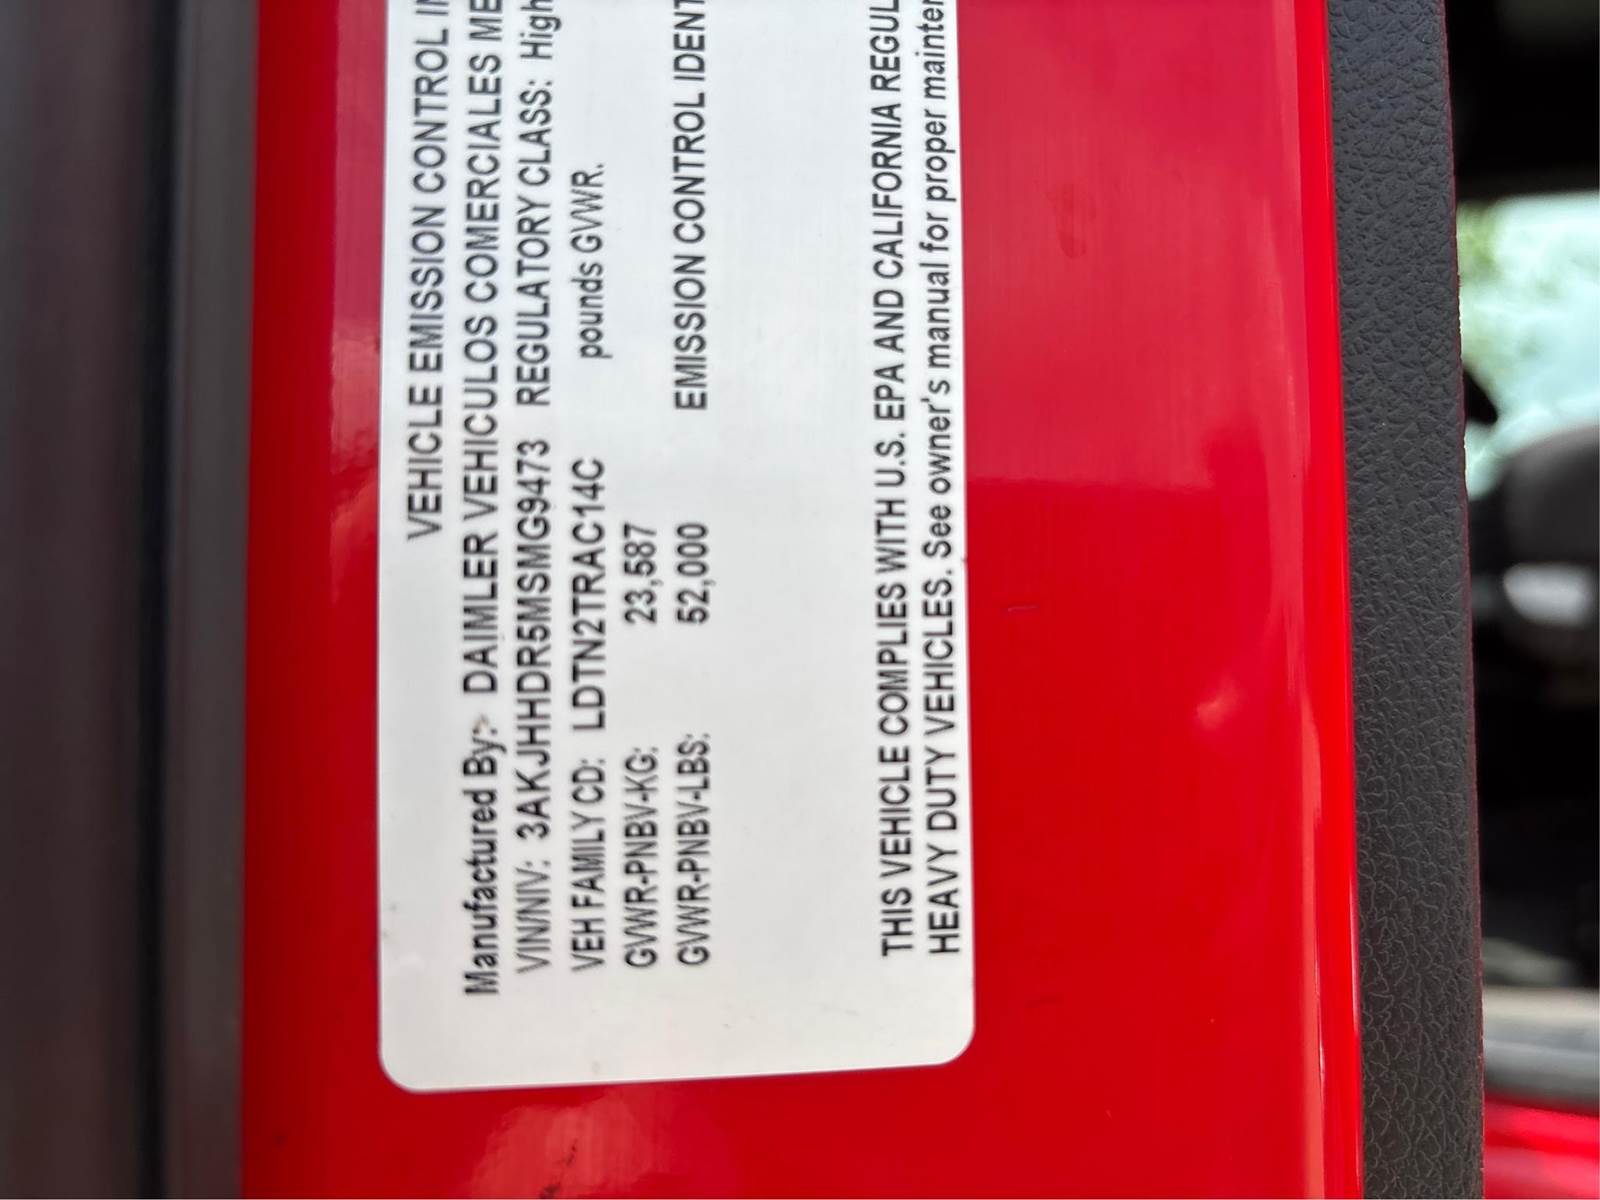 VEHICLE EMISSION CONTROL
Manufactured By: DAIMLER VEHICULOS COMERCIALES ME
VIN/NIV: 3AKJHHDR5MSMG9473 REGULATORY CLASS: High
VEH FAMILY CD: LDTN2TRAC14C pounds GVWR.
GVWR-PNBV-KG: 23,587
GVWR-PNBV-LBS: 52,000 EMISSION CONTROL IDENT
THIS VEHICLE COMPLIES WITH U.S. EPA AND CALIFORNIA REGUL
HEAVY DUTY VEHICLES. See owner's manual for proper mainten